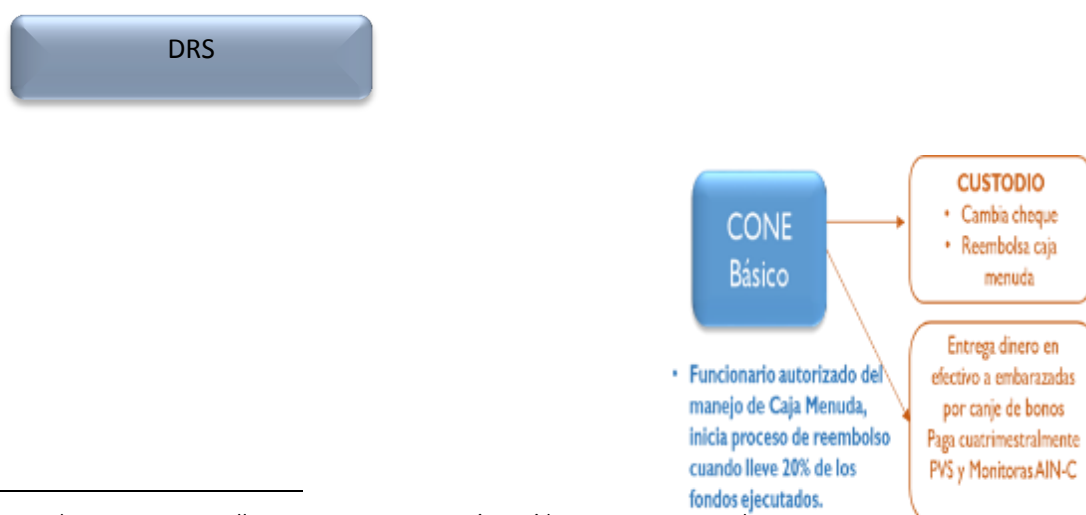 DRS
CONE
Básico
CUSTODIO
• Cambia cheque
• Reembolsa caja
menuda
Entrega dinero en
efectivo a embarazadas
por canje de bonos
Paga cuatrimestralmente
PVS y Monitoras AIN-C
• Funcionario autorizado del
manejo de Caja Menuda,
inicia proceso de reembolso
cuando lleve 20% de los
fondos ejecutados.